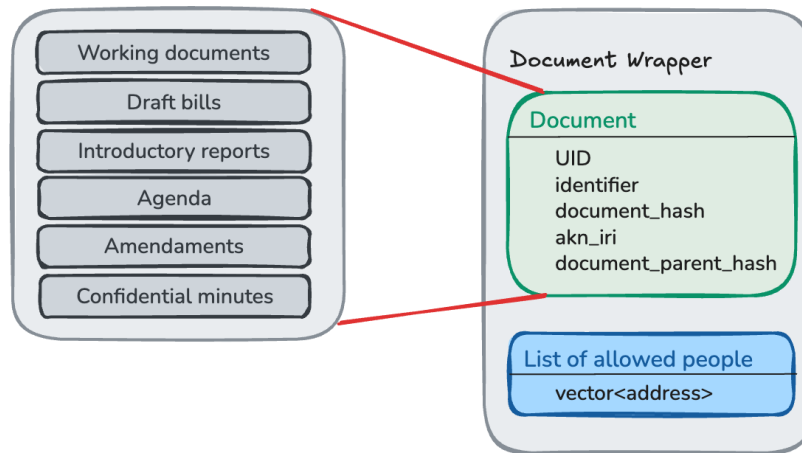 Working documents
Draft bills
Introductory reports
Agenda
Amendaments
Confidential minutes
Document Wrapper
Document
UID
identifier
document_hash
akn_iri
document_parent_hash
List of allowed people
vector<address>